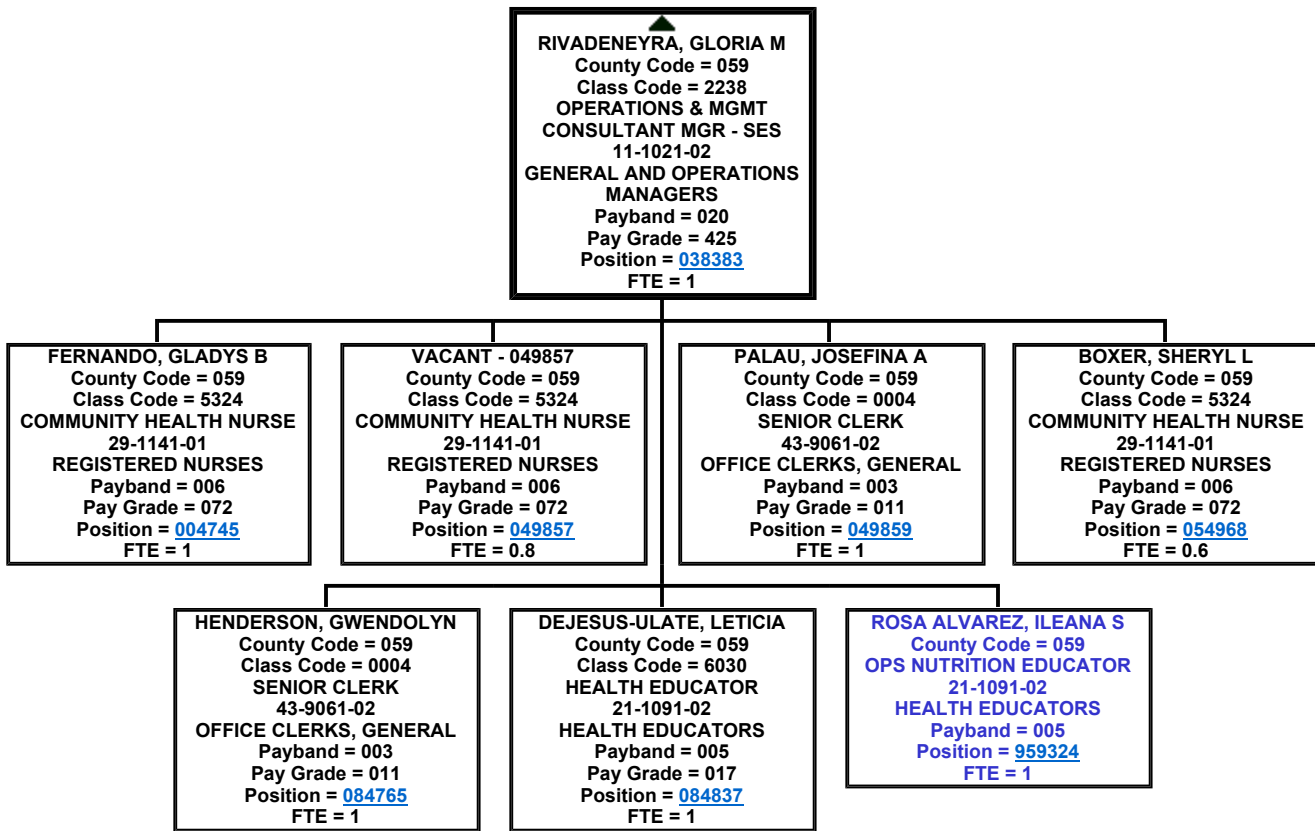 RIVADENEYRA, GLORIA M
County Code = 059
Class Code = 2238
OPERATIONS & MGMT
CONSULTANT MGR - SES
11-1021-02
GENERAL AND OPERATIONS
MANAGERS
Payband = 020
Pay Grade = 425
Position = 038383
FTE = 1
FERNANDO, GLADYS B
County Code = 059
Class Code = 5324
COMMUNITY HEALTH NURSE
29-1141-01
REGISTERED NURSES
Payband = 006
Pay Grade = 072
Position = 004745
FTE = 1
VACANT - 049857
County Code = 059
Class Code = 5324
COMMUNITY HEALTH NURSE
29-1141-01
REGISTERED NURSES
Payband = 006
Pay Grade = 072
Position = 049857
FTE = 0.8
PALAU, JOSEFINA A
County Code = 059
Class Code = 0004
SENIOR CLERK
43-9061-02
OFFICE CLERKS, GENERAL
Payband = 003
Pay Grade = 011
Position = 049859
FTE = 1
BOXER, SHERYL L
County Code = 059
Class Code = 5324
COMMUNITY HEALTH NURSE
29-1141-01
REGISTERED NURSES
Payband = 006
Pay Grade = 072
Position = 054968
FTE = 0.6
HENDERSON, GWENDOLYN
County Code = 059
Class Code = 0004
SENIOR CLERK
43-9061-02
OFFICE CLERKS, GENERAL
Payband = 003
Pay Grade = 011
Position = 084765
FTE = 1
DEJESUS-ULATE, LETICIA
County Code = 059
Class Code = 6030
HEALTH EDUCATOR
21-1091-02
HEALTH EDUCATORS
Payband = 005
Pay Grade = 017
Position = 084837
FTE = 1
ROSA ALVAREZ, ILEANA S
County Code = 059
OPS NUTRITION EDUCATOR
21-1091-02
HEALTH EDUCATORS
Payband = 005
Position = 959324
FTE = 1